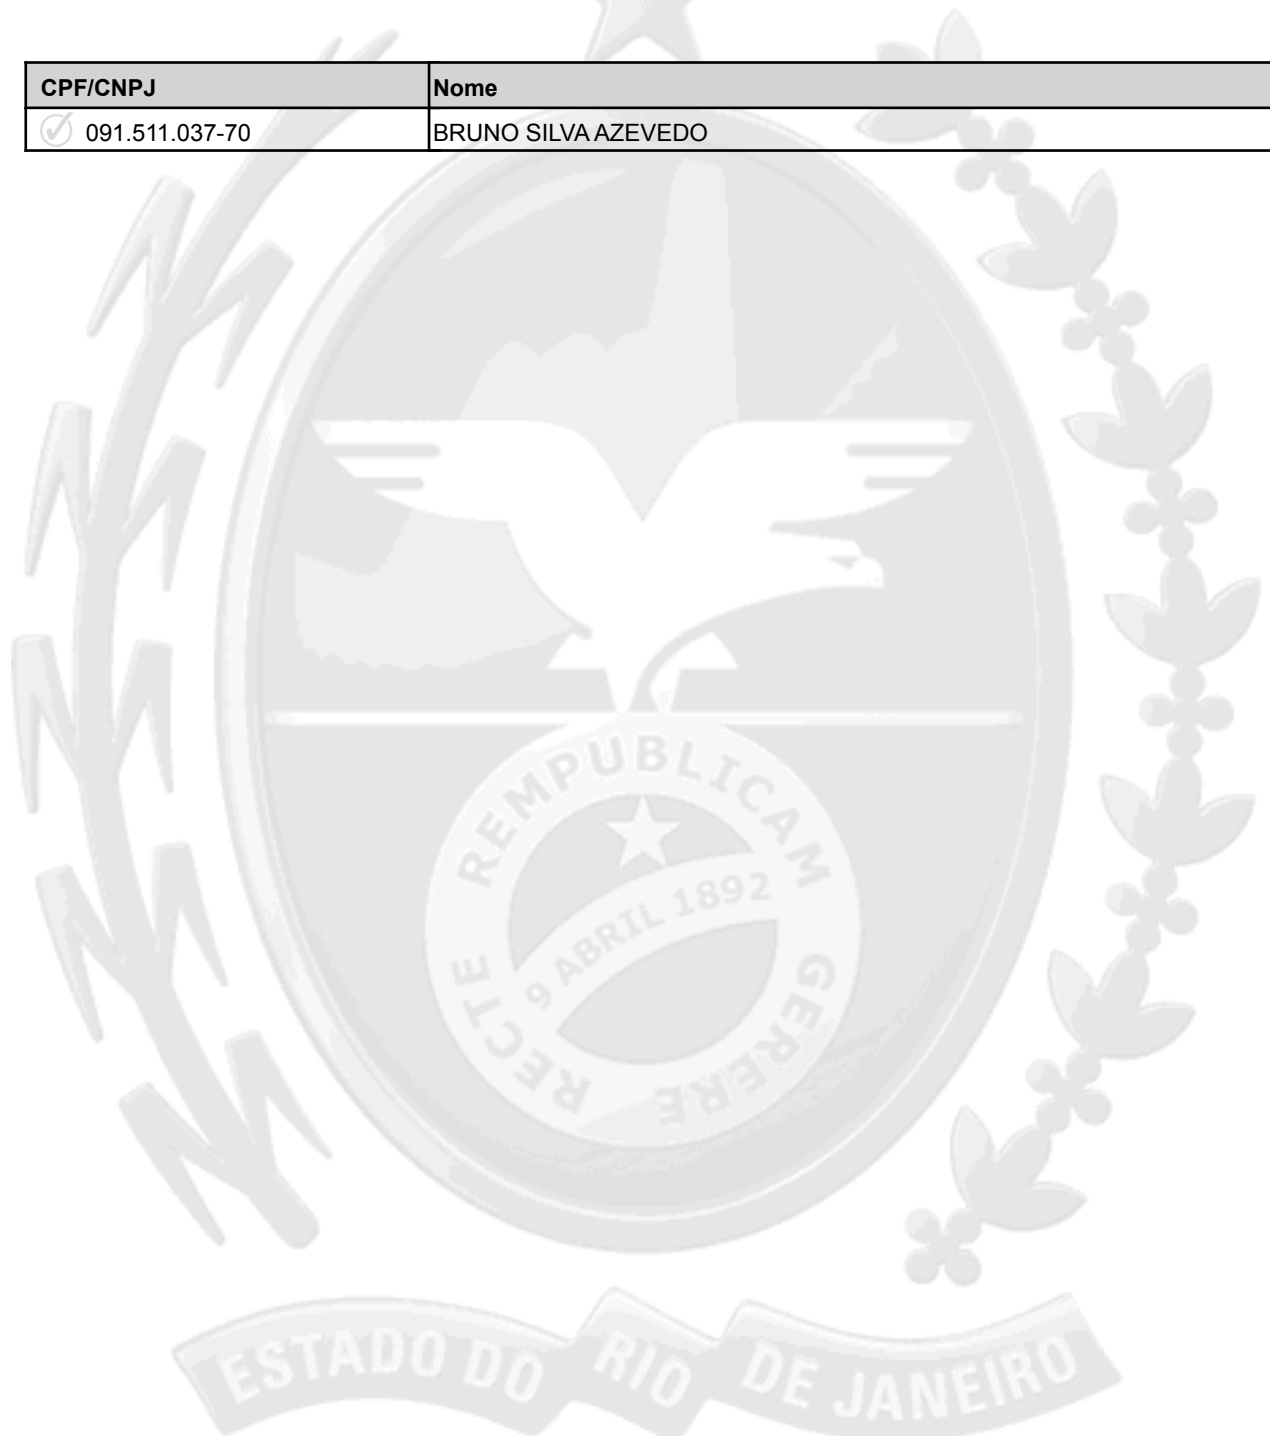 CPF/CNPJ Nome
091.511.037-70 BRUNO SILVA AZEVEDO
RECTE REMPUBLICAM GERERE
9 ABRIL 1892
ESTADO DO RIO DE JANEIRO